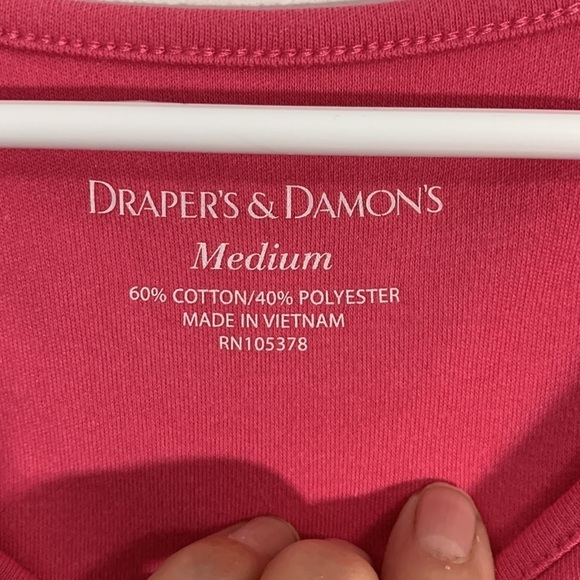 DRAPER'S & DAMON'S
Medium
60% COTTON/40% POLYESTER
MADE IN VIETNAM
RN105378